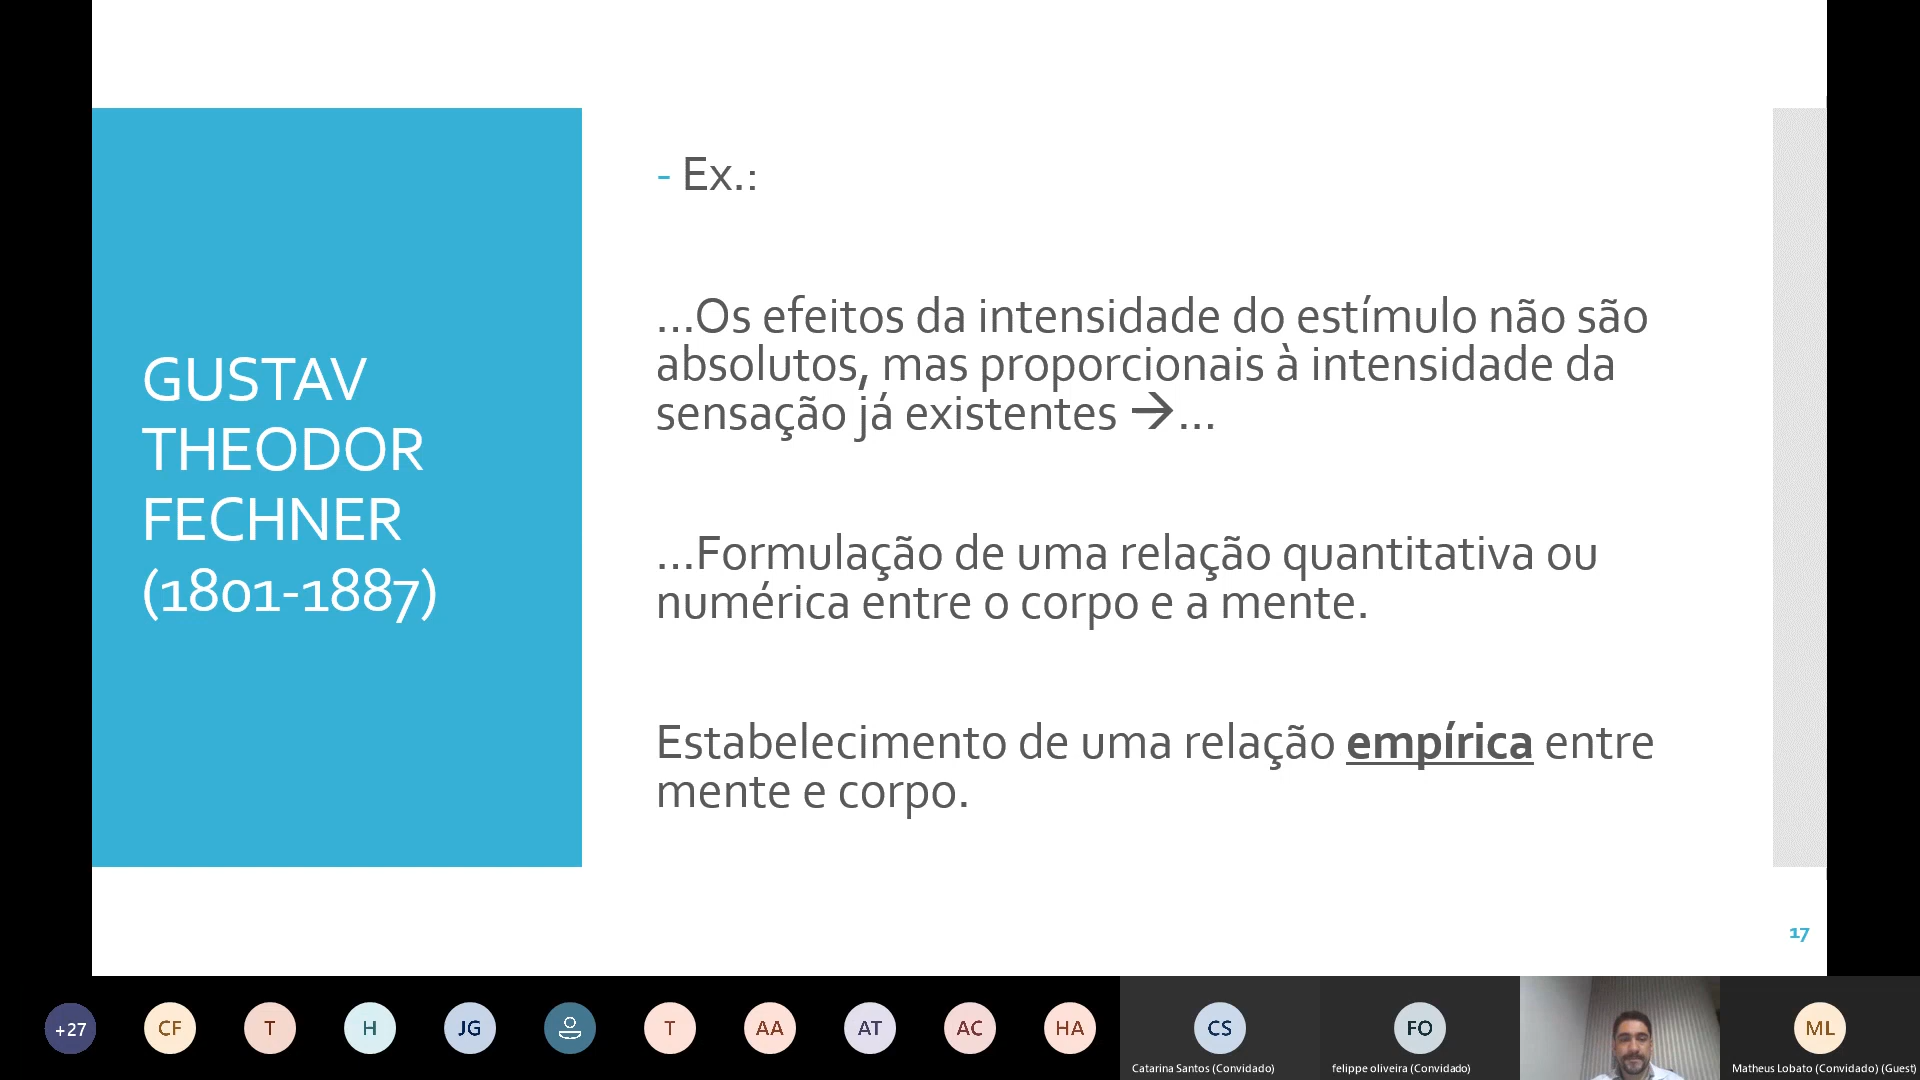 GUSTAV
THEODOR
FECHNER
(1801-1887)
- Ex.:
...Os efeitos da intensidade do estímulo não são
absolutos, mas proporcionais à intensidade da
sensação já existentes →...
...Formulação de uma relação quantitativa ou
numérica entre o corpo e a mente.
Estabelecimento de uma relação empírica entre
mente e corpo.
17
+27
CF
T
H
JG
T
AA
AT
AC
HA
CS
Catarina Santos (Convidado)
FO
felippe oliveira (Convidado)
ML
Matheus Lobato (Convidado) (Guest)